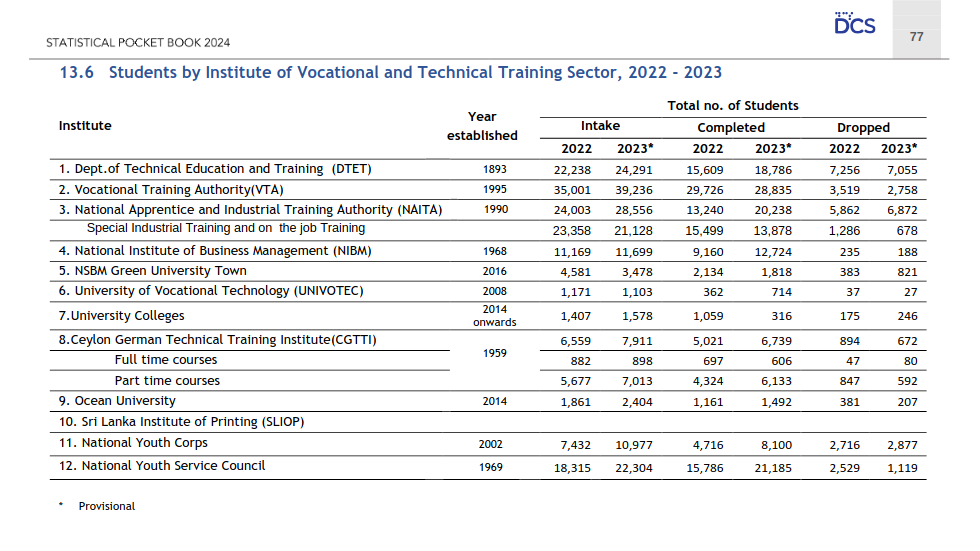 DCS
77
STATISTICAL POCKET BOOK 2024
13.6 Students by Institute of Vocational and Technical Training Sector, 2022 - 2023
Institute Year established Total no. of Students
Intake Completed Dropped
2022 2023* 2022 2023* 2022 2023*
1. Dept.of Technical Education and Training (DTET) 1893 22,238 24,291 15,609 18,786 7,256 7,055
2. Vocational Training Authority(VTA) 1995 35,001 39,236 29,726 28,835 3,519 2,758
3. National Apprentice and Industrial Training Authority (NAITA) 1990 24,003 28,556 13,240 20,238 5,862 6,872
Special Industrial Training and on the job Training 23,358 21,128 15,499 13,878 1,286 678
4. National Institute of Business Management (NIBM) 1968 11,169 11,699 9,160 12,724 235 188
5. NSBM Green University Town 2016 4,581 3,478 2,134 1,818 383 821
6. University of Vocational Technology (UNIVOTEC) 2008 1,171 1,103 362 714 37 27
7.University Colleges 2014 onwards 1,407 1,578 1,059 316 175 246
8.Ceylon German Technical Training Institute(CGTTI) 1959 6,559 7,911 5,021 6,739 894 672
Full time courses 882 898 697 606 47 80
Part time courses 5,677 7,013 4,324 6,133 847 592
9. Ocean University 2014 1,861 2,404 1,161 1,492 381 207
10. Sri Lanka Institute of Printing (SLIOP)
11. National Youth Corps 2002 7,432 10,977 4,716 8,100 2,716 2,877
12. National Youth Service Council 1969 18,315 22,304 15,786 21,185 2,529 1,119
* Provisional